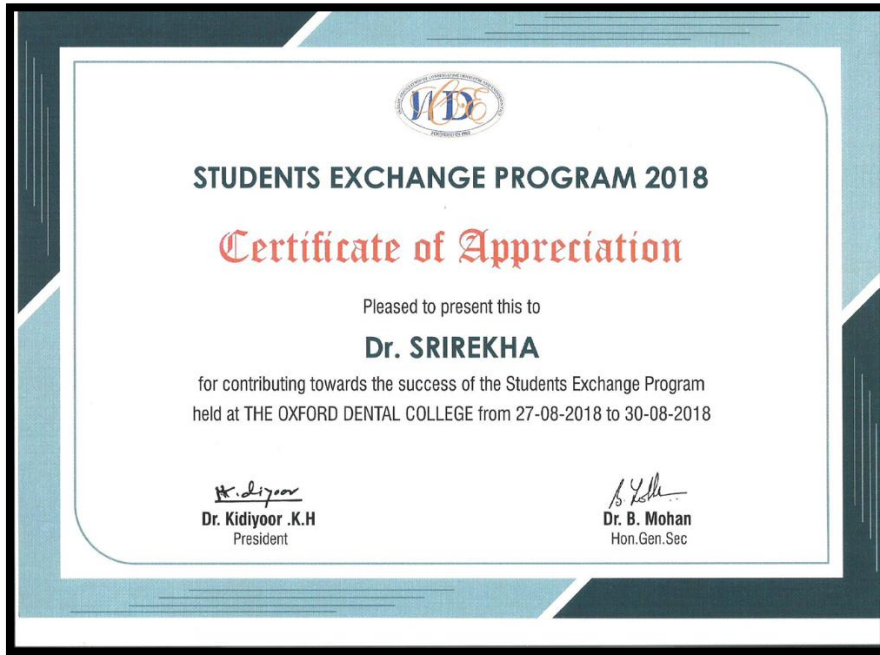 STUDENTS EXCHANGE PROGRAM 2018
Certificate of Appreciation
Pleased to present this to
Dr. SRIREKHA
for contributing towards the success of the Students Exchange Program
held at THE OXFORD DENTAL COLLEGE from 27-08-2018 to 30-08-2018
Dr. Kidiyoor .K.H
President
Dr. B. Mohan
Hon.Gen.Sec